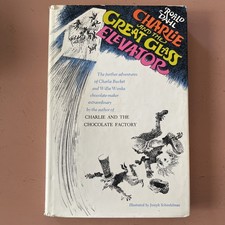 ROALD
DAHL
CHARLIE
AND THE
GREAT GLASS
ELEVATOR
The further adventures
of Charlie Bucket
and Willy Wonka
chocolate-maker
extraordinary
by the author of
CHARLIE AND THE
CHOCOLATE FACTORY
Illustrated by Joseph Schindelman